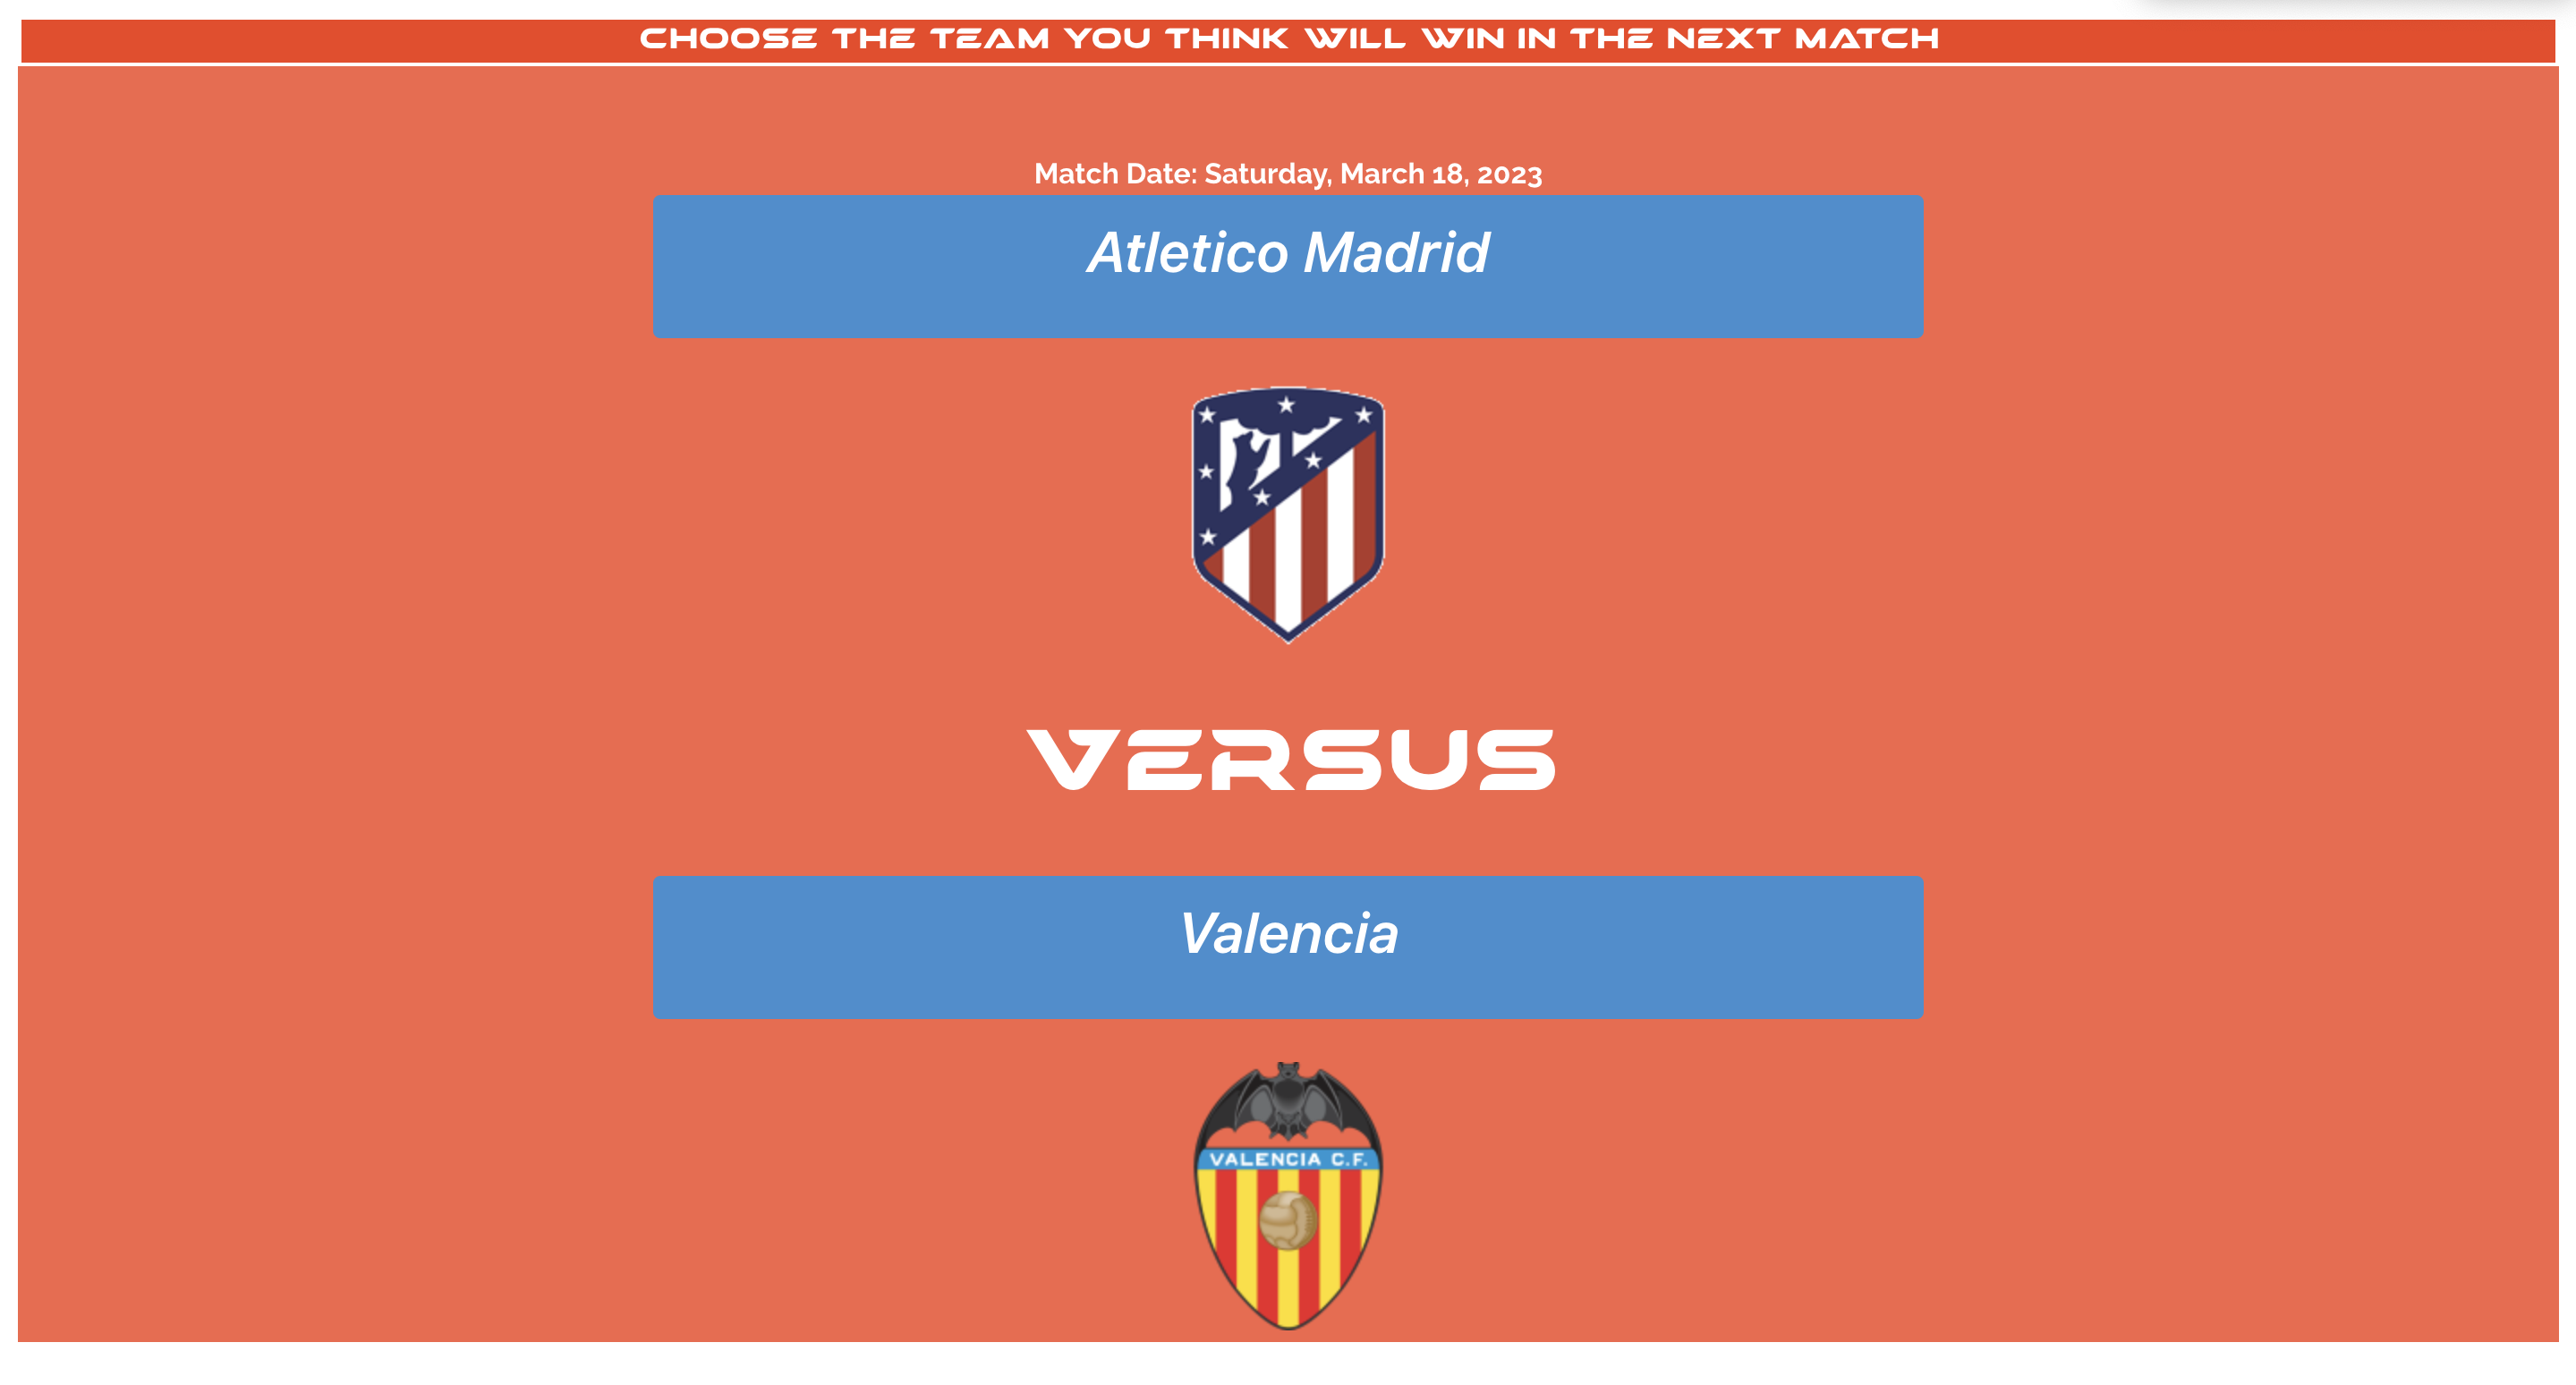 CHOOSE THE TEAM YOU THINK WILL WIN IN THE NEXT MATCH
Match Date: Saturday, March 18, 2023
Atletico Madrid
VERSUS
Valencia
VALENCIA C.F.